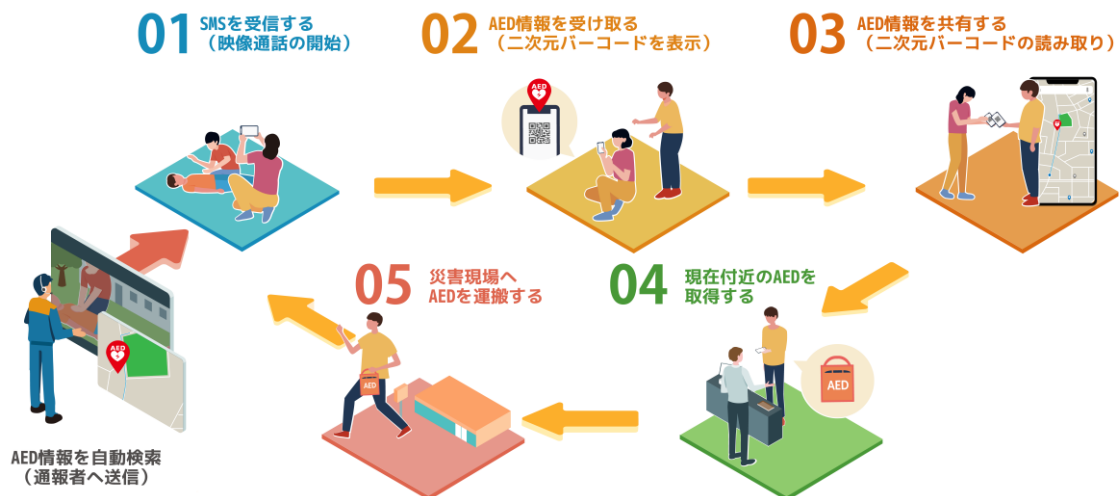 01 SMSを受信する
（映像通話の開始）
02 AED情報を受け取る
（二次元バーコードを表示）
03 AED情報を共有する
（二次元バーコードの読み取り）
AED
04 現在付近のAEDを
取得する
AED
05 災害現場へ
AEDを運搬する
AED
AED
AED情報を自動検索
（通報者へ送信）